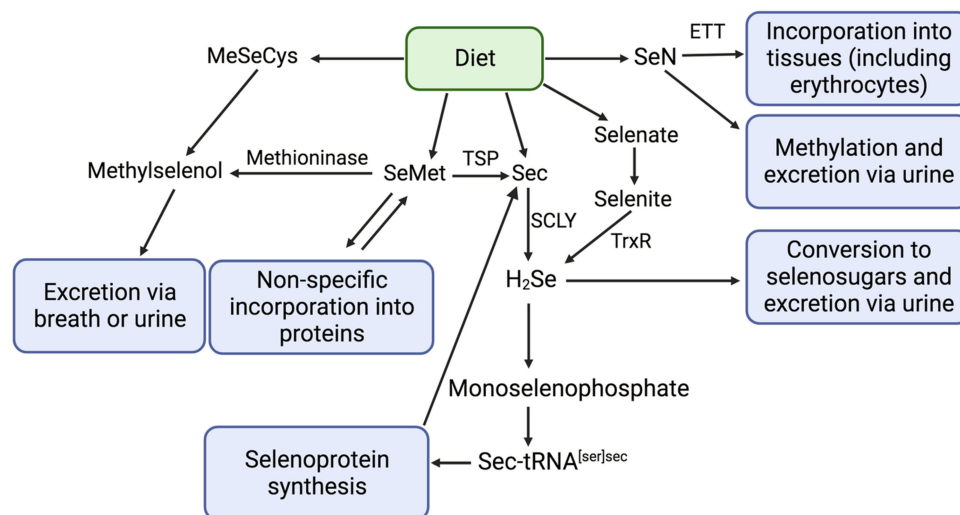 MeSeCys
Diet
SeN
ETT
Incorporation into
tissues (including
erythrocytes)
Selenate
Methylselenol
Methioninase
SeMet
TSP
Sec
Methylation and
excretion via urine
Selenite
SCLY
TrxR
Excretion via
breath or urine
Non-specific
incorporation into
proteins
H₂Se
Conversion to
selenosugars and
excretion via urine
Monoselenophosphate
Selenoprotein
synthesis
Sec-tRNA[ser]sec